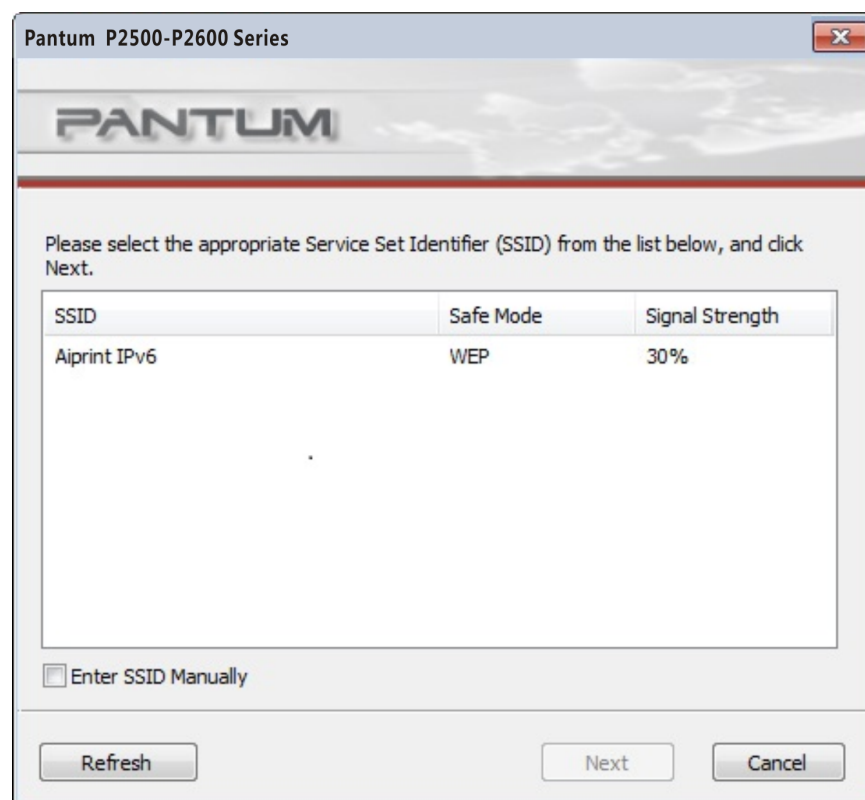 Pantum P2500-P2600 Series
PANTUM
Please select the appropriate Service Set Identifier (SSID) from the list below, and click
Next.
SSID Safe Mode Signal Strength
Aiprint IPv6 WEP 30%
Enter SSID Manually
Refresh Next Cancel